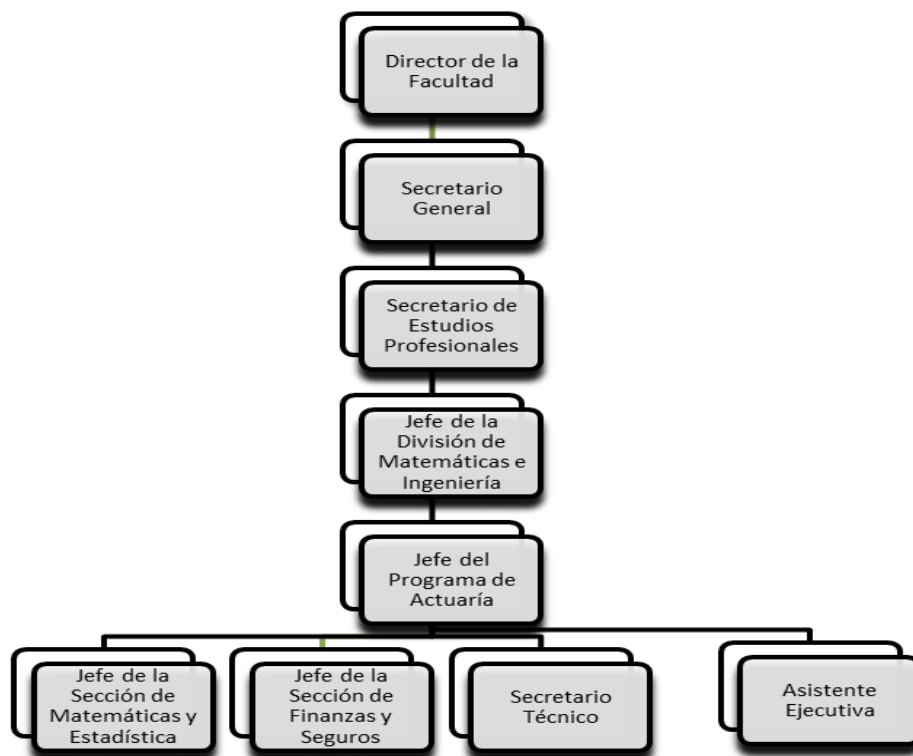 Director de la
Facultad
Secretario
General
Secretario de
Estudios
Profesionales
Jefe de la
División de
Matemáticas e
Ingeniería
Jefe del
Programa de
Actuaría
Jefe de la
Sección de
Matemáticas y
Estadística
Jefe de la
Sección de
Finanzas y
Seguros
Secretario
Técnico
Asistente
Ejecutiva